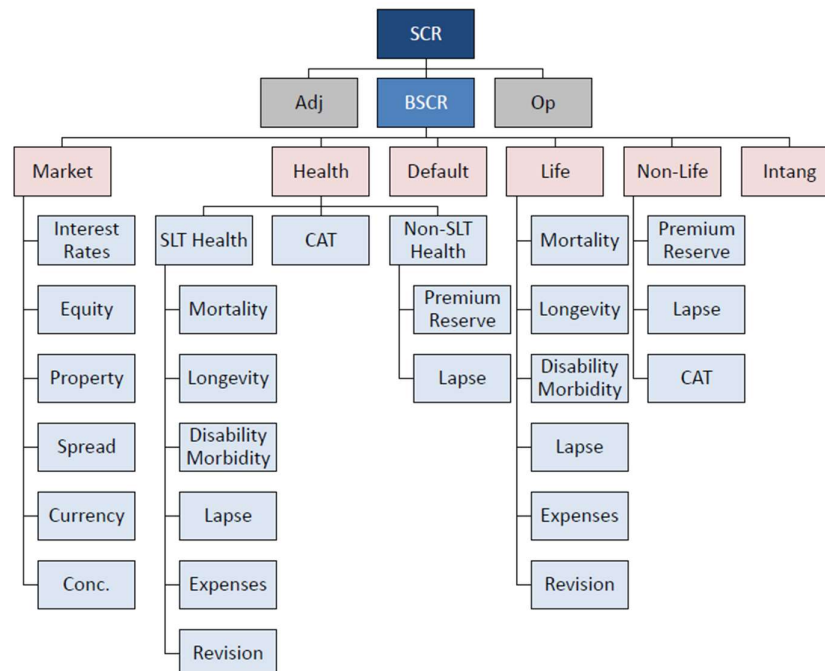 SCR
Adj
BSCR
Op
Market
Health
Default
Life
Non-Life
Intang
Interest
Rates
Equity
Property
Spread
Currency
Conc.
SLT Health
Mortality
Longevity
Disability
Morbidity
Lapse
Expenses
Revision
CAT
Non-SLT
Health
Premium
Reserve
Lapse
Mortality
Longevity
Disability
Morbidity
Lapse
Expenses
Revision
Premium
Reserve
Lapse
CAT